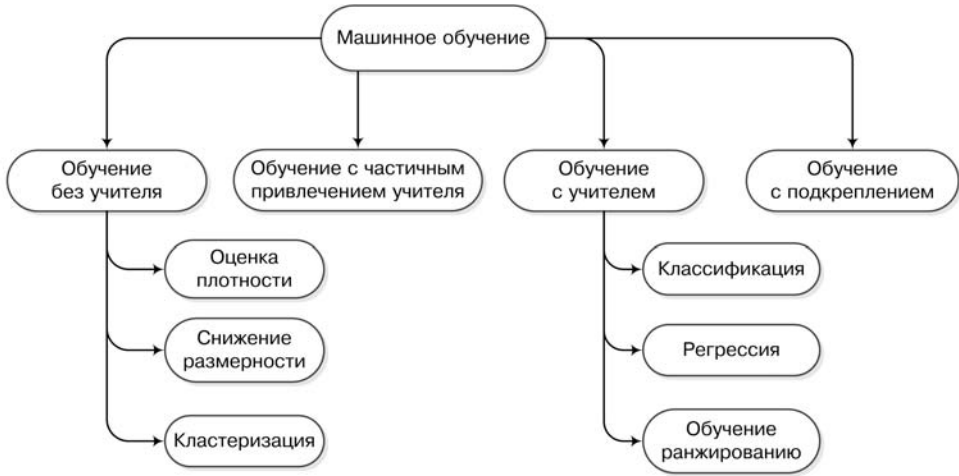 Машинное обучение
Обучение
без учителя
Обучение с частичным
привлечением учителя
Обучение
с учителем
Обучение
с подкреплением
Оценка
плотности
Снижение
размерности
Кластеризация
Классификация
Регрессия
Обучение
ранжированию